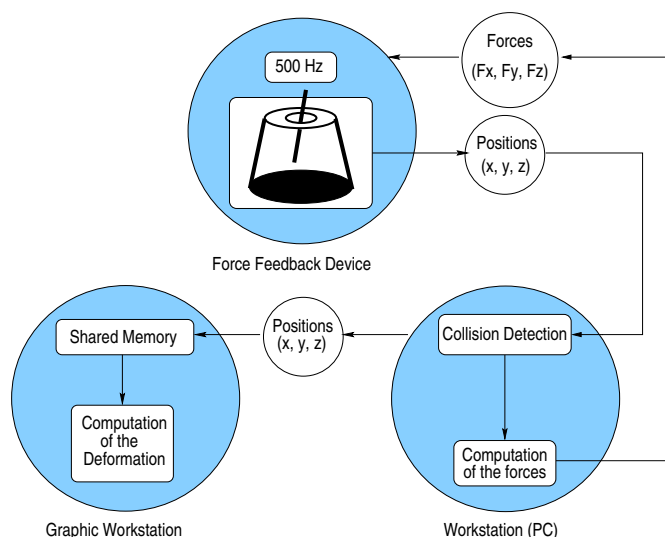 Forces
(Fx, Fy, Fz)
500 Hz
Positions
(x, y, z)
Force Feedback Device
Positions
(x, y, z)
Shared Memory
Collision Detection
Computation
of the
Deformation
Computation
of the forces
Graphic Workstation
Workstation (PC)